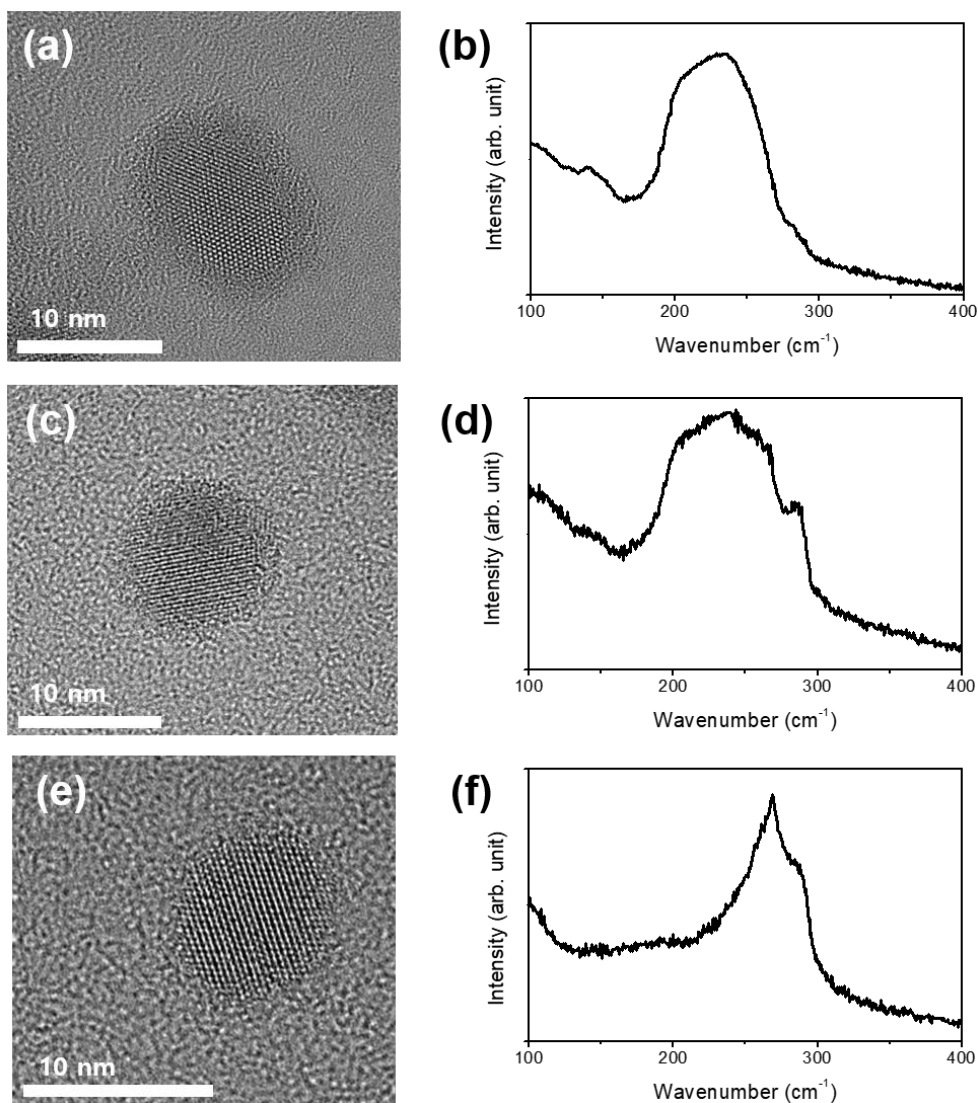 (a)
10 nm
(b)
Intensity (arb. unit)
100 200 300 400
Wavenumber (cm⁻¹)
(c)
10 nm
(d)
Intensity (arb. unit)
100 200 300 400
Wavenumber (cm⁻¹)
(e)
10 nm
(f)
Intensity (arb. unit)
100 200 300 400
Wavenumber (cm⁻¹)